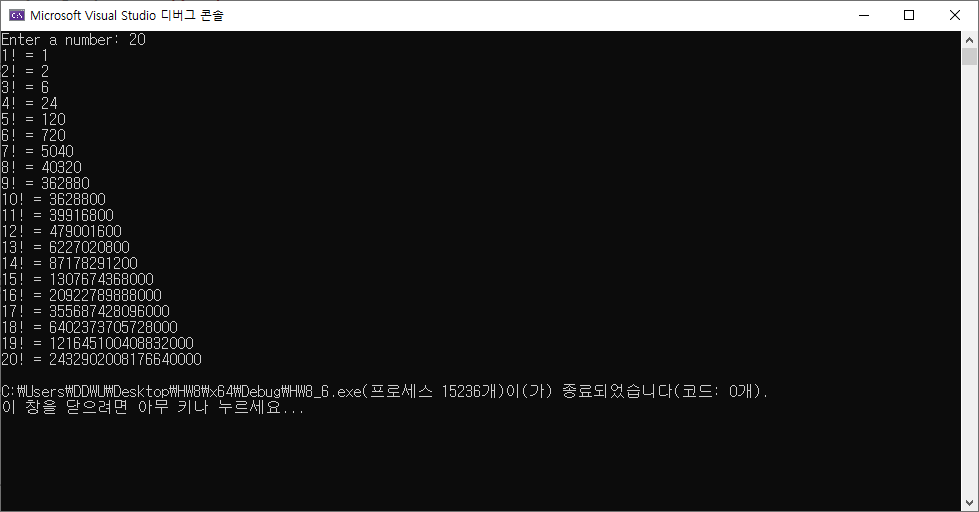 Microsoft Visual Studio 디버그 콘솔
Enter a number: 20
1! = 1
2! = 2
3! = 6
4! = 24
5! = 120
6! = 720
7! = 5040
8! = 40320
9! = 362880
10! = 3628800
11! = 39916800
12! = 479001600
13! = 6227020800
14! = 87178291200
15! = 1307674368000
16! = 20922789888000
17! = 355687428096000
18! = 6402373705728000
19! = 121645100408832000
20! = 2432902008176640000
C:₩Users₩DDWU₩Desktop₩HW8₩x64₩Debug₩HW8_6.exe(프로세스 15236개)이(가) 종료되었습니다(코드: 0개).
이 창을 닫으려면 아무 키나 누르세요...